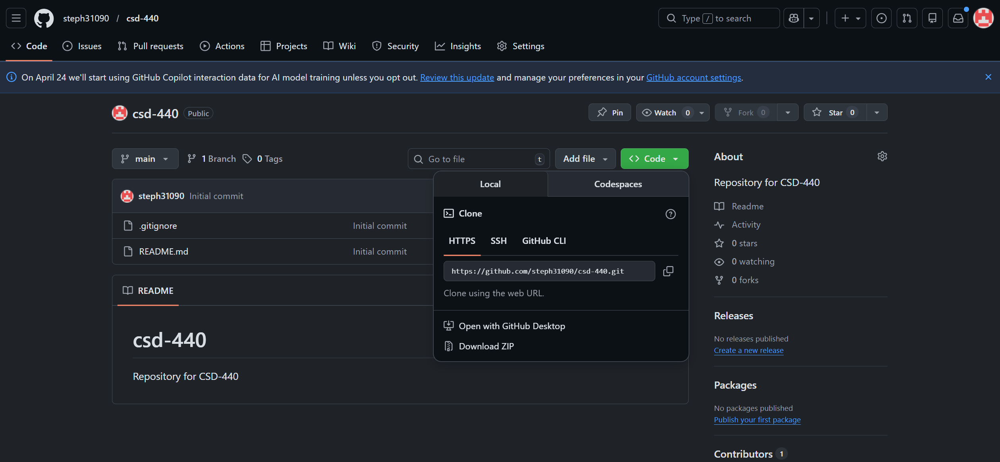 steph31090 / csd-440
Type / to search
Code Issues Pull requests Actions Projects Wiki Security Insights Settings
On April 24 we'll start using GitHub Copilot interaction data for AI model training unless you opt out. Review this update and manage your preferences in your GitHub account settings.
csd-440 Public
Pin Watch 0 Fork 0 Star 0
main 1 Branch 0 Tags
Go to file t Add file Code
steph31090 Initial commit
.gitignore Initial commit
README.md Initial commit
README
csd-440
Repository for CSD-440
Local Codespaces
Clone
HTTPS SSH GitHub CLI
https://github.com/steph31090/csd-440.git
Clone using the web URL.
Open with GitHub Desktop
Download ZIP
About
Repository for CSD-440
Readme
Activity
0 stars
0 watching
0 forks
Releases
No releases published
Create a new release
Packages
No packages published
Publish your first package
Contributors 1